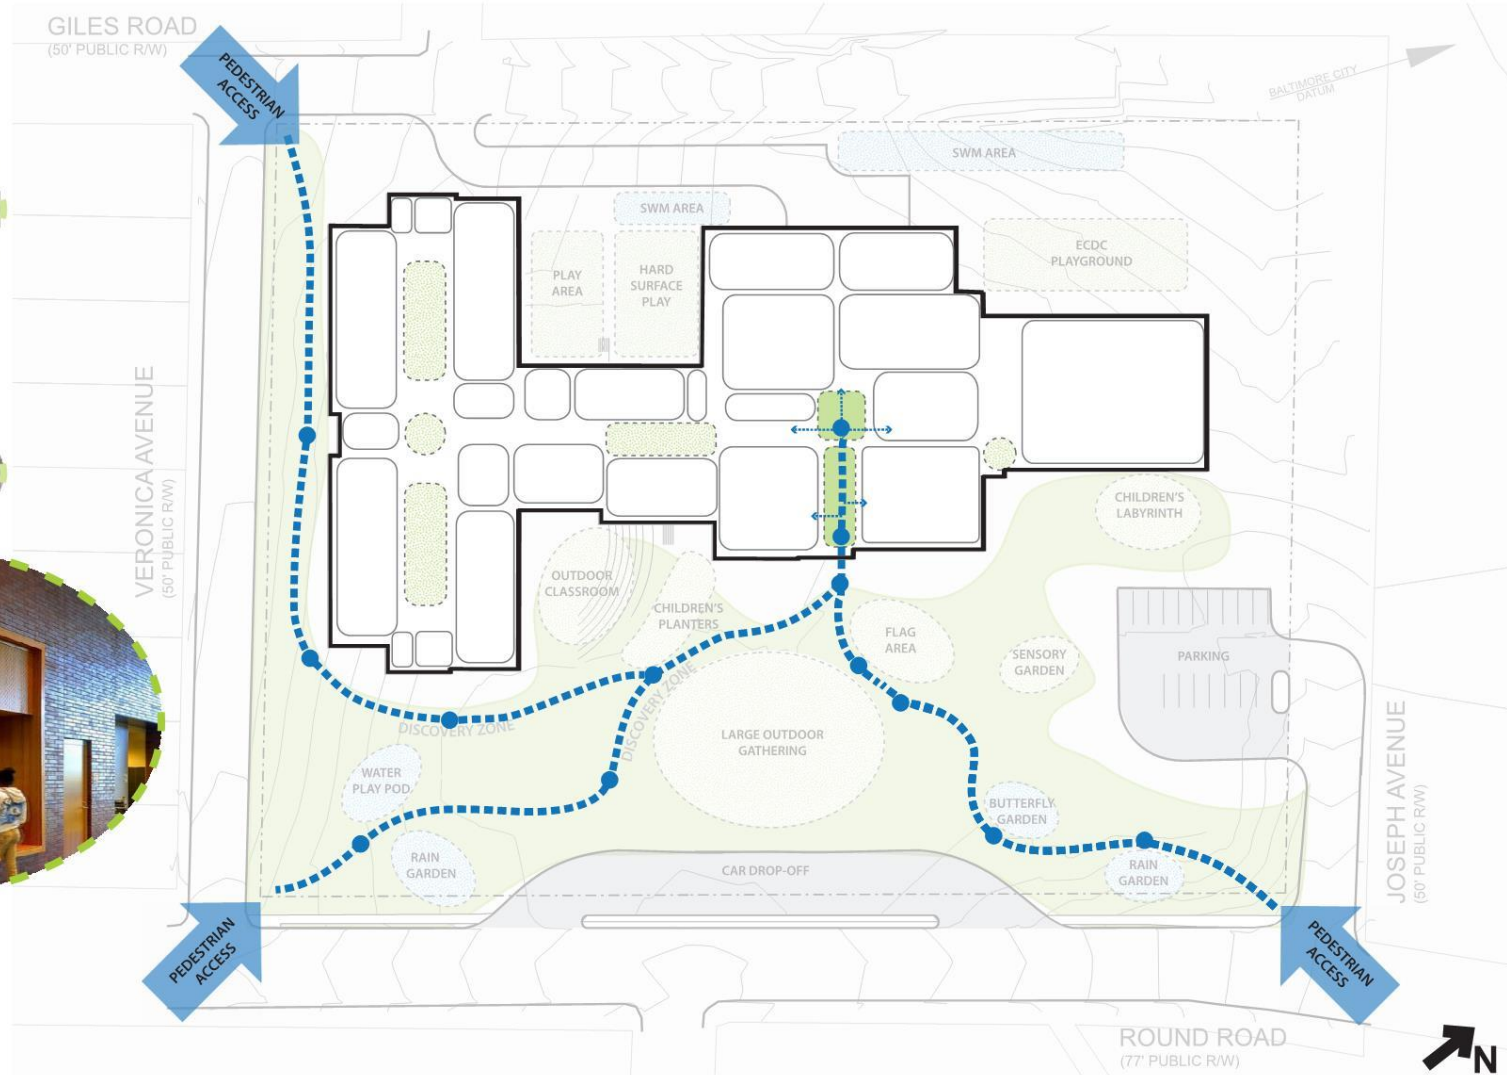 GILES ROAD
(50' PUBLIC R/W)
PEDESTRIAN
ACCESS
BALTIMORE CITY
DATUM
SWM AREA
SWM AREA
PLAY
AREA
HARD
SURFACE
PLAY
ECDC
PLAYGROUND
VERONICA AVENUE
(50' PUBLIC R/W)
CHILDREN'S
LABYRINTH
OUTDOOR
CLASSROOM
CHILDREN'S
PLANTERS
FLAG
AREA
SENSORY
GARDEN
PARKING
DISCOVERY ZONE
DISCOVERY ZONE
LARGE OUTDOOR
GATHERING
WATER
PLAY POD
BUTTERFLY
GARDEN
RAIN
GARDEN
CAR DROP-OFF
RAIN
GARDEN
JOSEPH AVENUE
(50' PUBLIC R/W)
PEDESTRIAN
ACCESS
PEDESTRIAN
ACCESS
ROUND ROAD
(77' PUBLIC R/W)
N